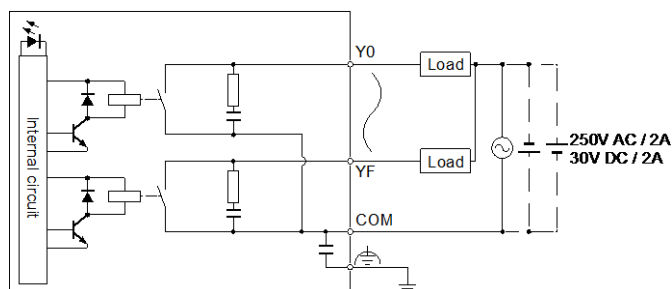 Internal circuit
Y0
Load
YF
Load
COM
250V AC / 2A
30V DC / 2A